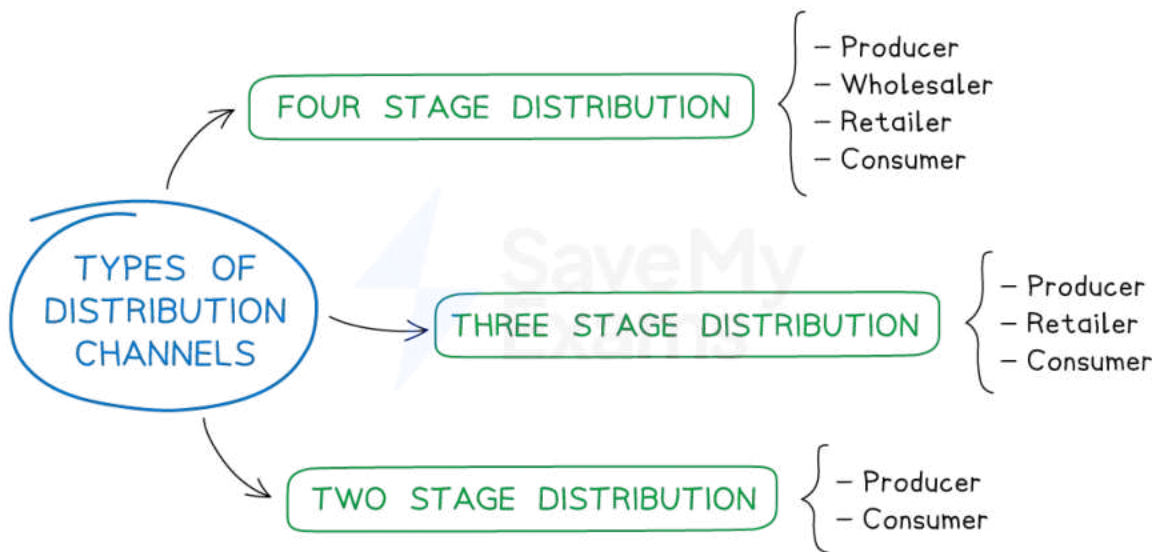 FOUR STAGE DISTRIBUTION
– Producer
– Wholesaler
– Retailer
– Consumer
TYPES OF
DISTRIBUTION
CHANNELS
SaveMy
Exams
THREE STAGE DISTRIBUTION
– Producer
– Retailer
– Consumer
TWO STAGE DISTRIBUTION
– Producer
– Consumer